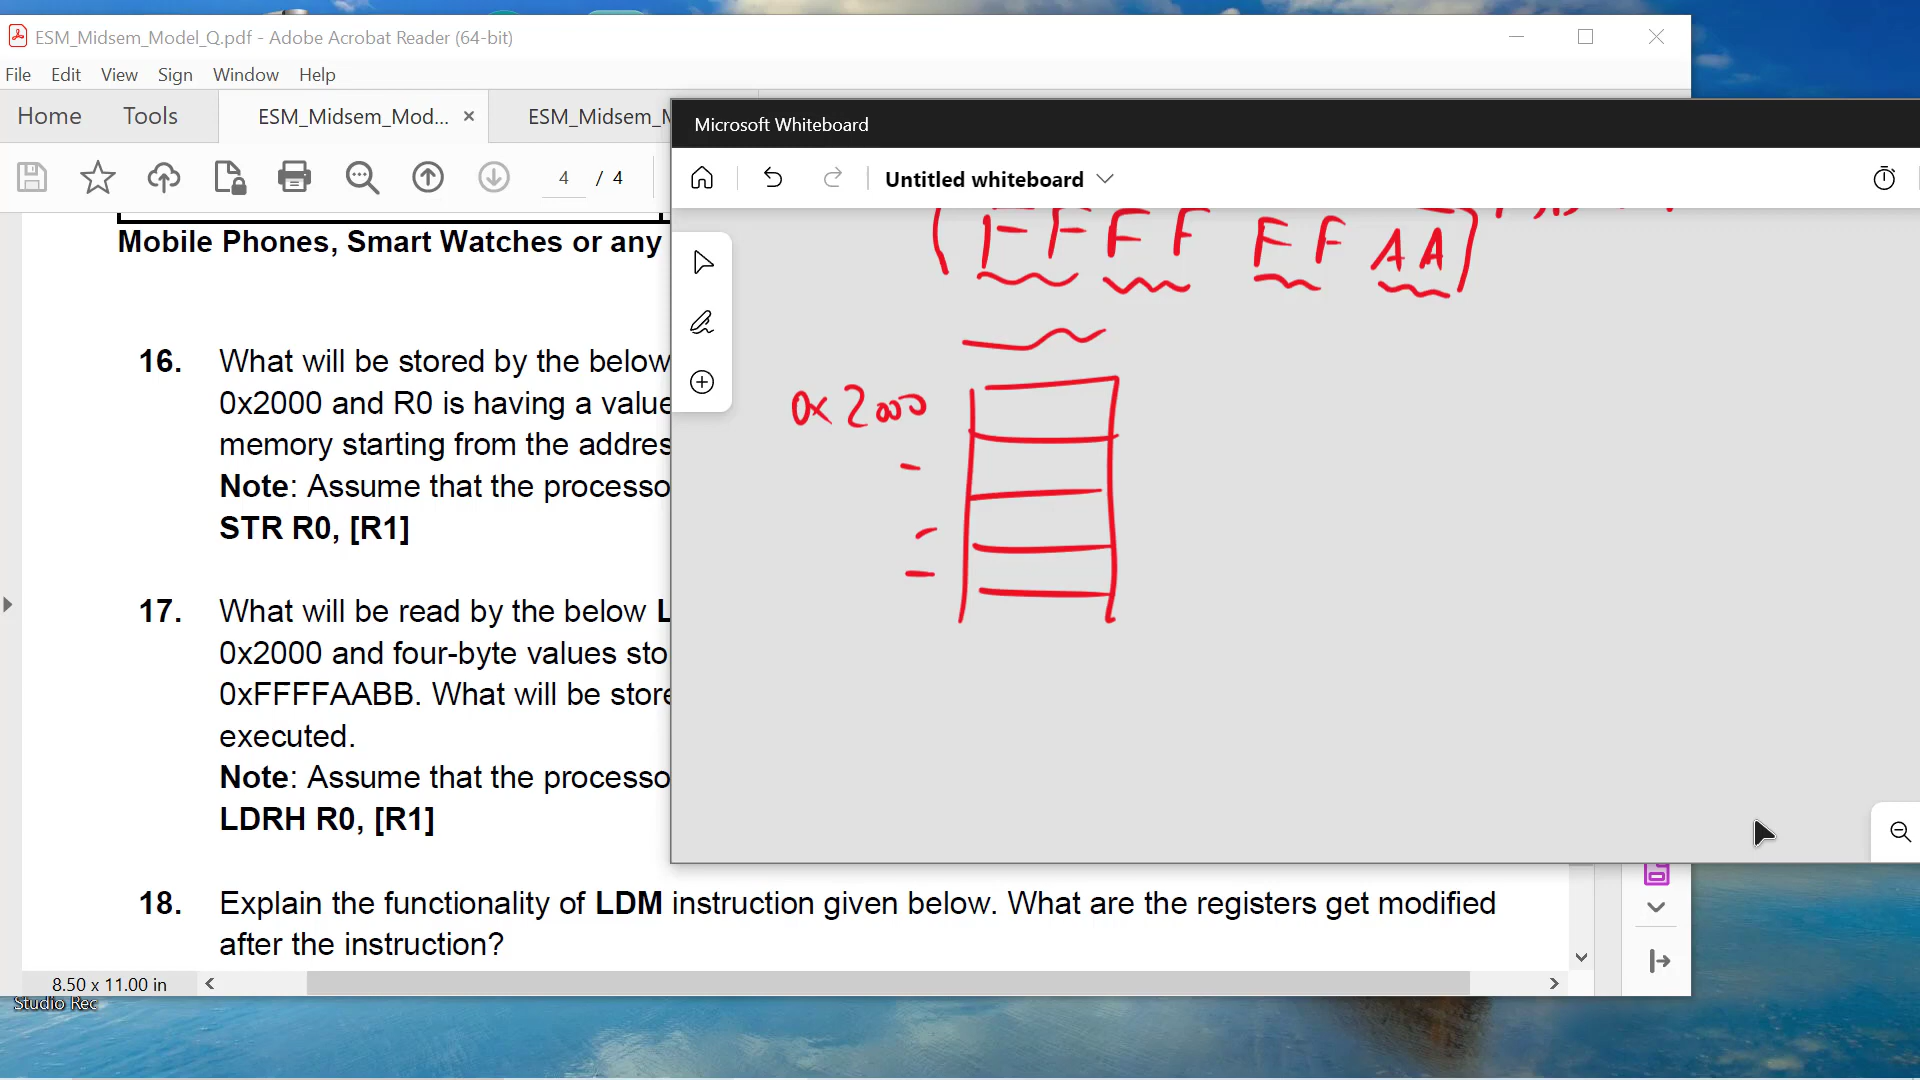 ESM_Midsem_Model_Q.pdf - Adobe Acrobat Reader (64-bit)
File Edit View Sign Window Help
Home Tools ESM_Midsem_Mod... × ESM_Midsem_M
4 / 4
Microsoft Whiteboard
Untitled whiteboard
F F F F F F A A
0x2000
Mobile Phones, Smart Watches or any
16. What will be stored by the below
0x2000 and R0 is having a value
memory starting from the addres
Note: Assume that the processo
STR R0, [R1]
17. What will be read by the below L
0x2000 and four-byte values sto
0xFFFFAABB. What will be store
executed.
Note: Assume that the processo
LDRH R0, [R1]
18. Explain the functionality of LDM instruction given below. What are the registers get modified
after the instruction?
8.50 x 11.00 in
Studio Rec